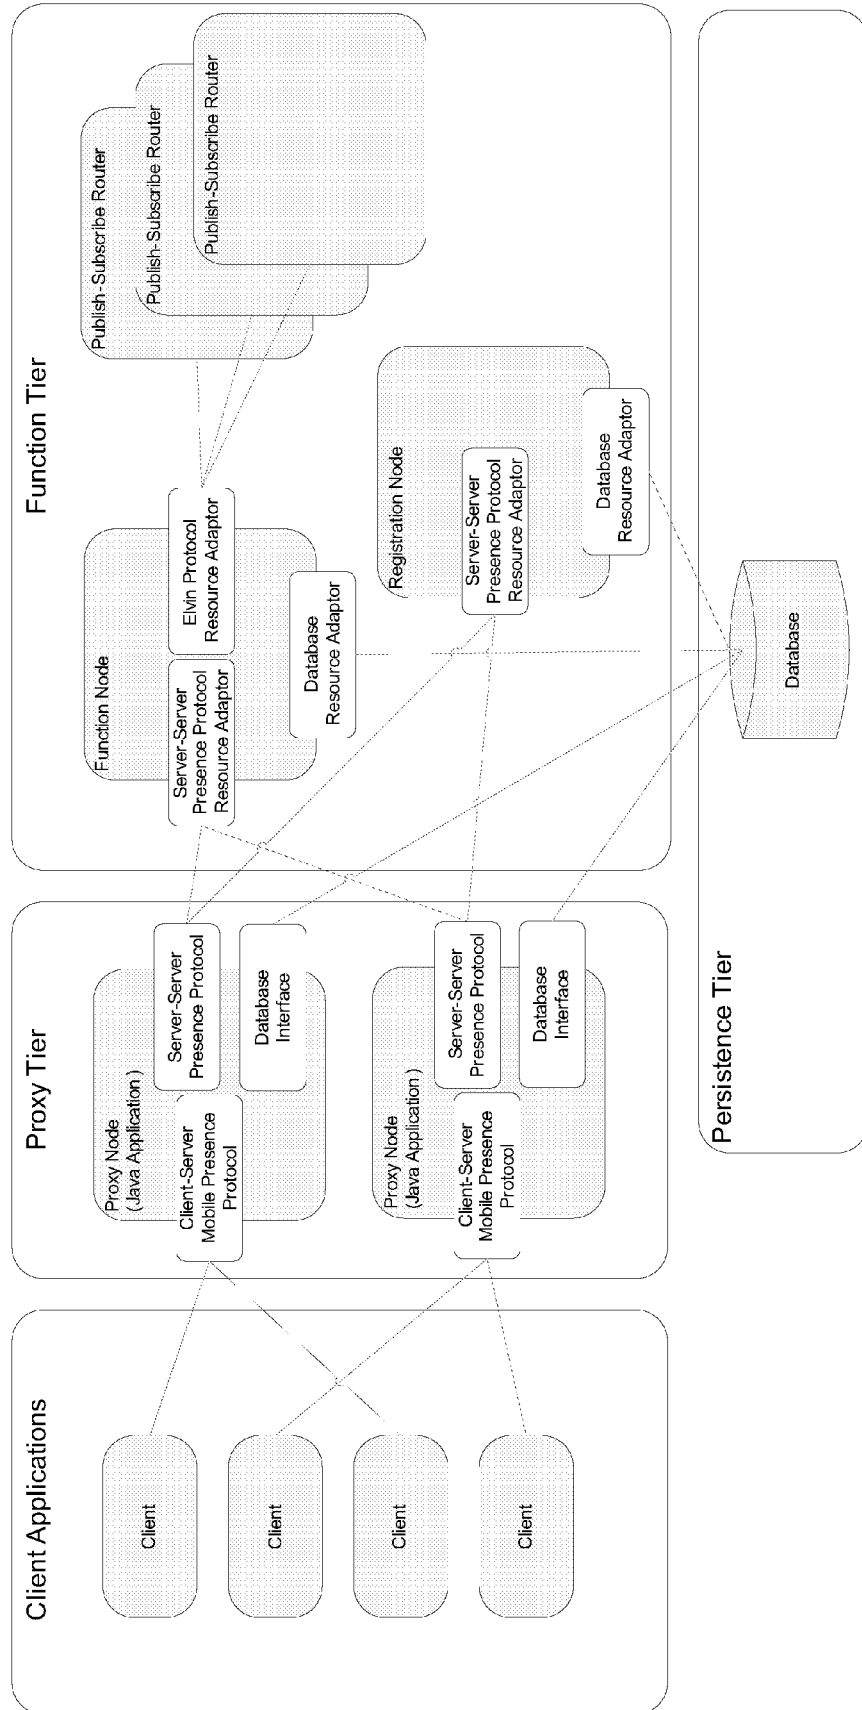 Client Applications
Client
Client
Client
Client
Proxy Tier
Proxy Node
(Java Application)
Client-Server
Mobile Presence
Protocol
Server-Server
Presence Protocol
Database
Interface
Proxy Node
(Java Application)
Client-Server
Mobile Presence
Protocol
Server-Server
Presence Protocol
Database
Interface
Function Tier
Function Node
Server-Server
Presence Protocol
Resource Adaptor
Elvin Protocol
Resource Adaptor
Database
Resource Adaptor
Publish-Subscribe Router
Publish-Subscribe Router
Publish-Subscribe Router
Registration Node
Server-Server
Presence Protocol
Resource Adaptor
Database
Resource Adaptor
Persistence Tier
Database